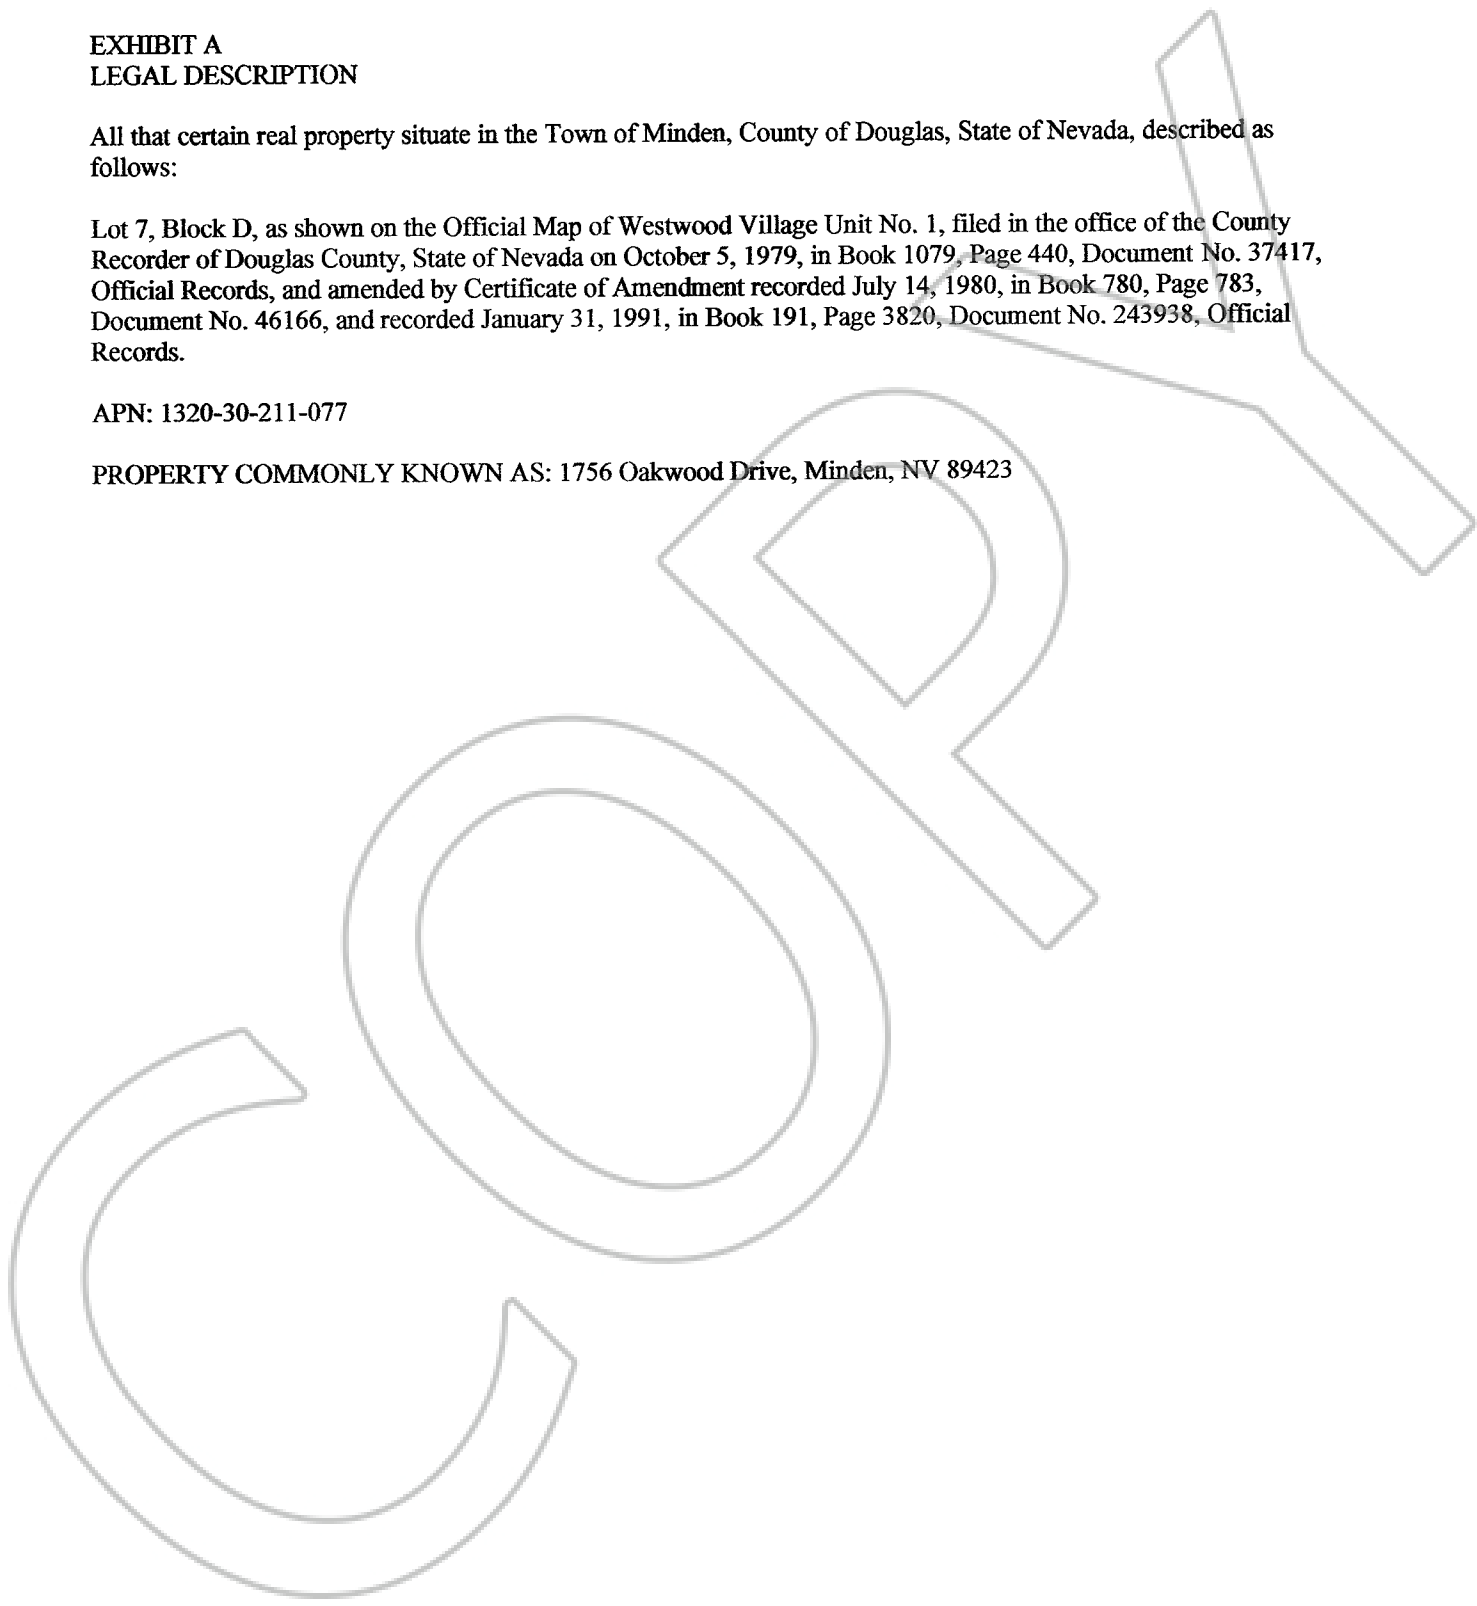 EXHIBIT A
LEGAL DESCRIPTION
All that certain real property situate in the Town of Minden, County of Douglas, State of Nevada, described as
follows:
Lot 7, Block D, as shown on the Official Map of Westwood Village Unit No. 1, filed in the office of the County
Recorder of Douglas County, State of Nevada on October 5, 1979, in Book 1079, Page 440, Document No. 37417,
Official Records, and amended by Certificate of Amendment recorded July 14, 1980, in Book 780, Page 783,
Document No. 46166, and recorded January 31, 1991, in Book 191, Page 3820, Document No. 243938, Official
Records.
APN: 1320-30-211-077
PROPERTY COMMONLY KNOWN AS: 1756 Oakwood Drive, Minden, NV 89423
COPY